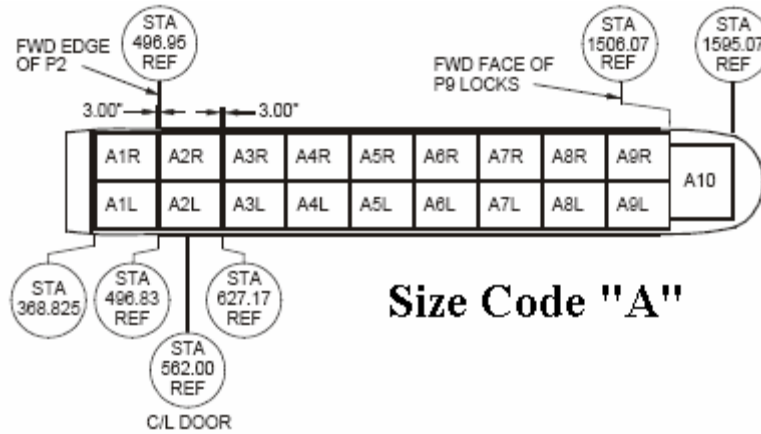 STA
496.95
REF
FWD EDGE
OF P2
3.00"
3.00"
FWD FACE OF
P9 LOCKS
STA
1506.07
REF
STA
1595.07
REF
A1R A2R A3R A4R A5R A6R A7R A8R A9R
A10
A1L A2L A3L A4L A5L A6L A7L A8L A9L
STA
368.825
STA
496.83
REF
STA
627.17
REF
STA
562.00
REF
C/L DOOR
Size Code "A"